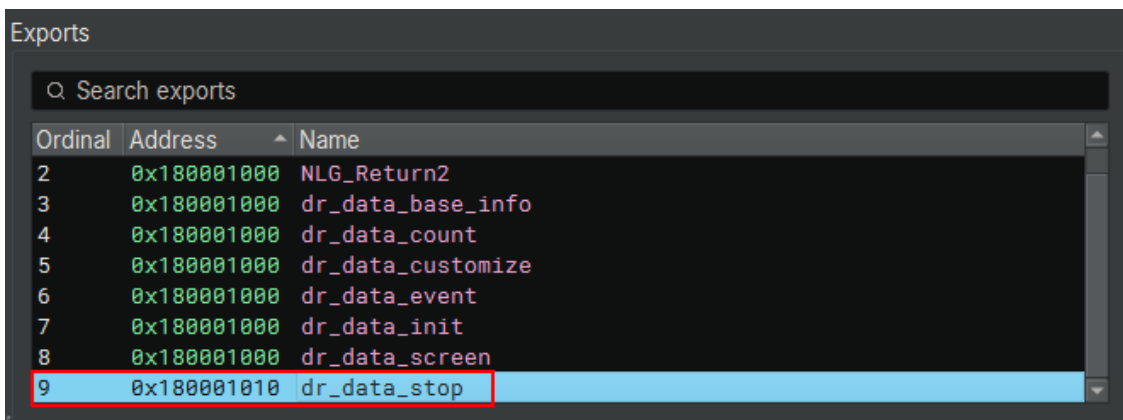 Exports
Search exports
Ordinal Address Name
2 0x180001000 NLG_Return2
3 0x180001000 dr_data_base_info
4 0x180001000 dr_data_count
5 0x180001000 dr_data_customize
6 0x180001000 dr_data_event
7 0x180001000 dr_data_init
8 0x180001000 dr_data_screen
9 0x180001010 dr_data_stop